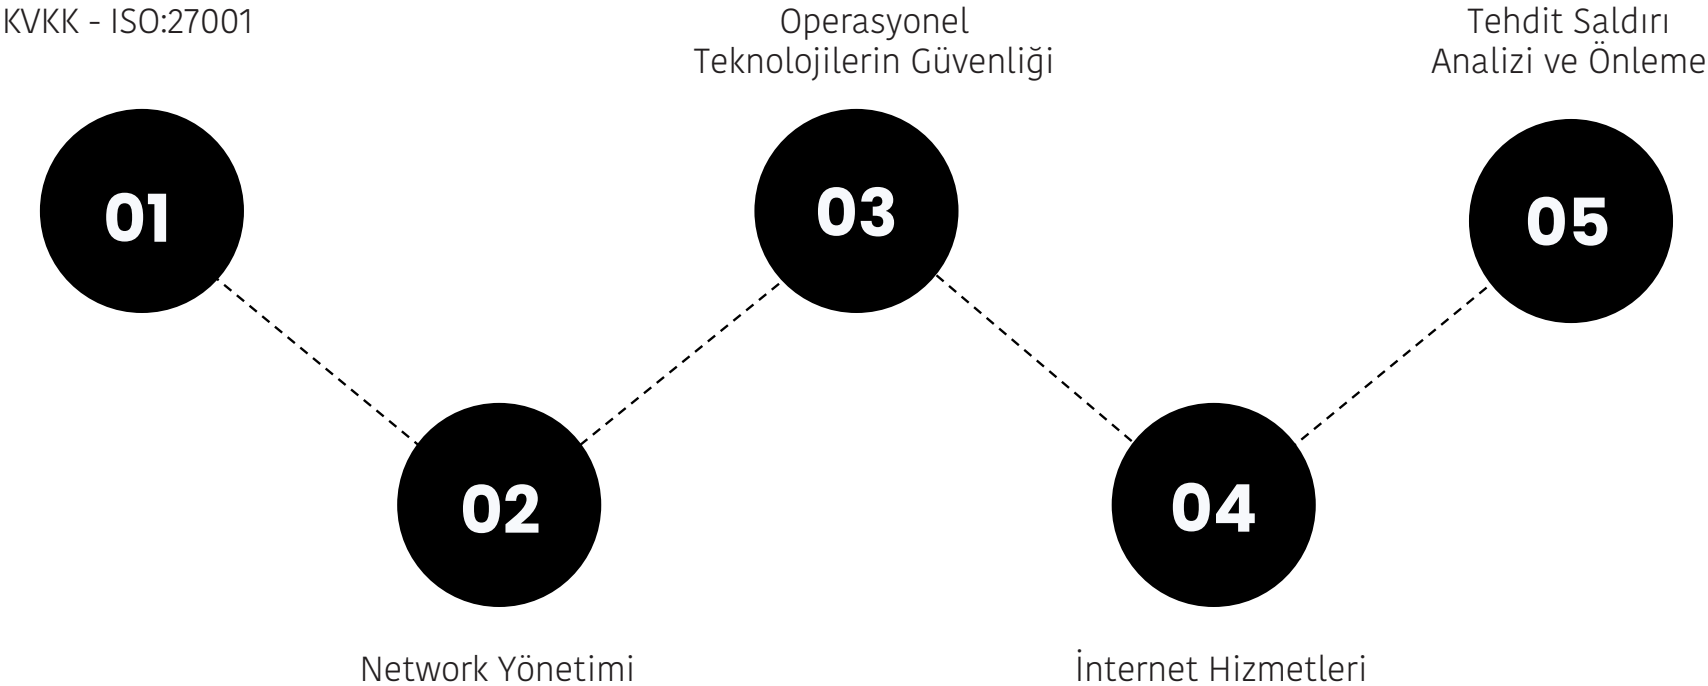 KVKK - ISO:27001
01
02
Network Yönetimi
Operasyonel
Teknolojilerin Güvenliği
03
04
İnternet Hizmetleri
Tehdit Saldırı
Analizi ve Önleme
05